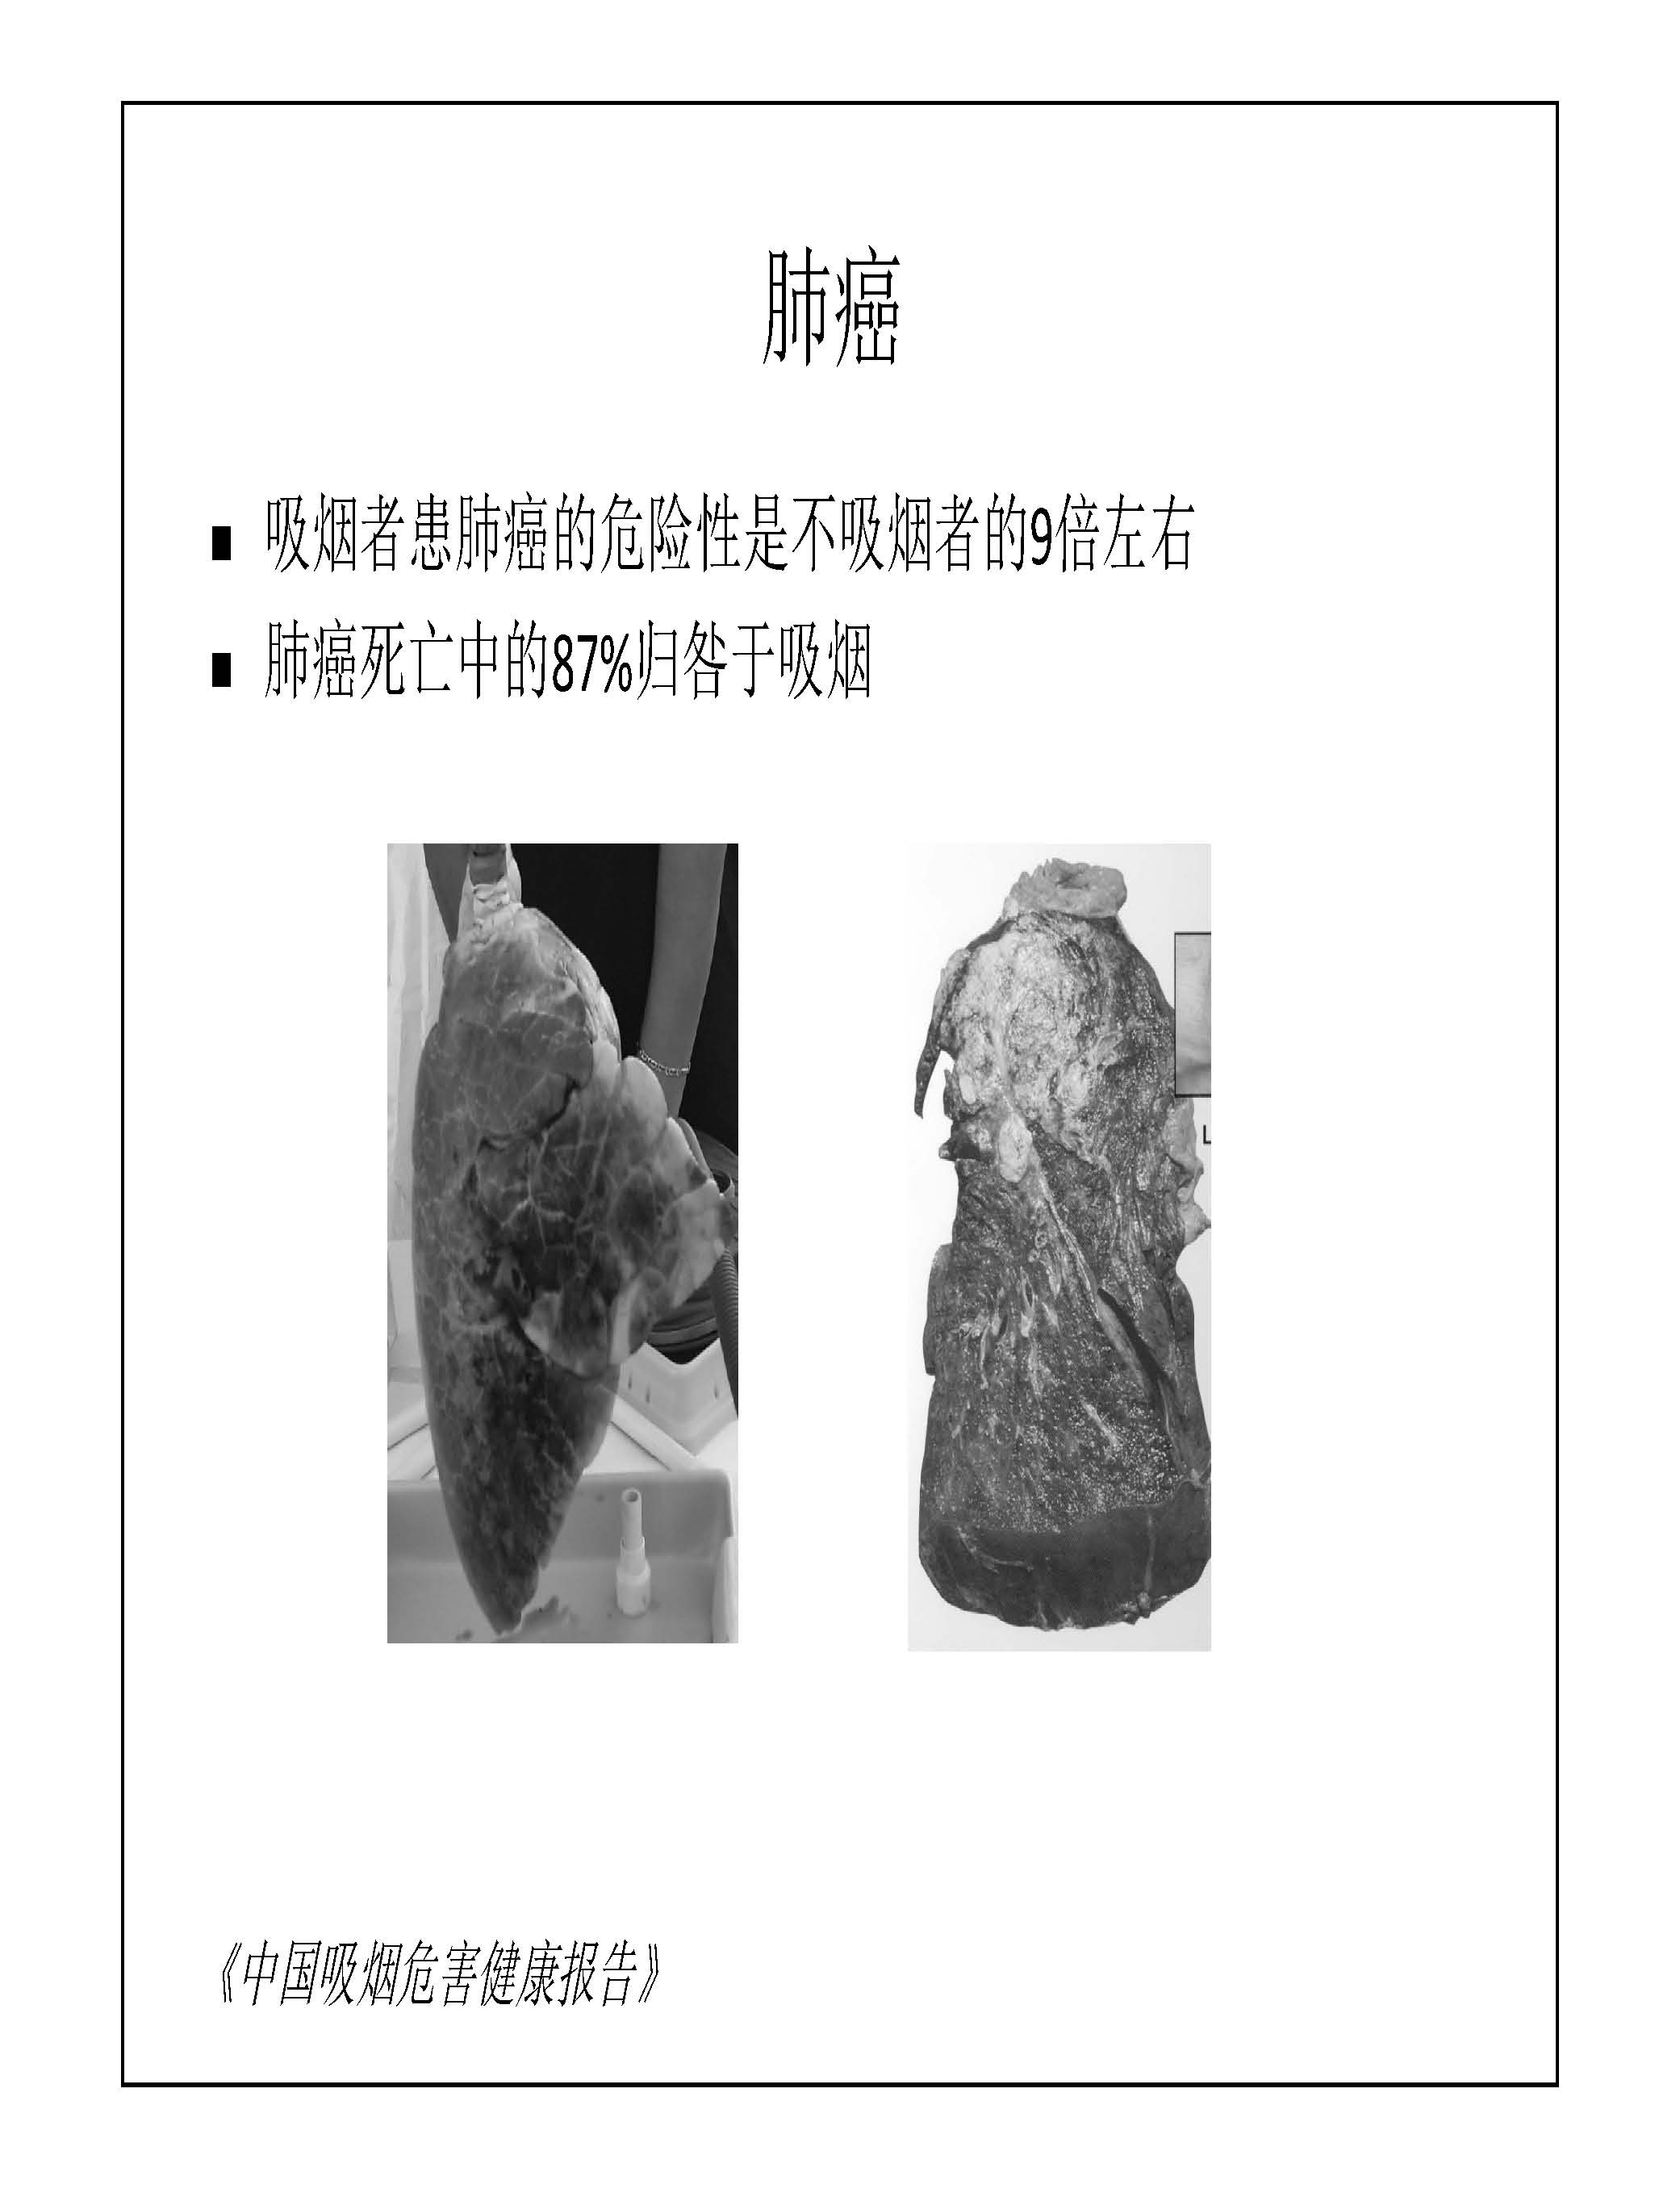 肺癌
吸烟者患肺癌的危险性是不吸烟者的9倍左右
肺癌死亡中的87%归咎于吸烟
L
《中国吸烟危害健康报告》